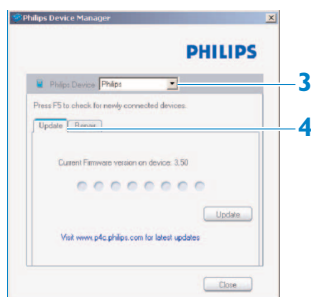 Philips Device Manager
PHILIPS
Philips Device Philips
3
Press F5 to check for newly connected devices.
Update Repair
4
Current Firmware version on device: 3.50
Update
Visit www.p4c.philips.com for latest updates
Close